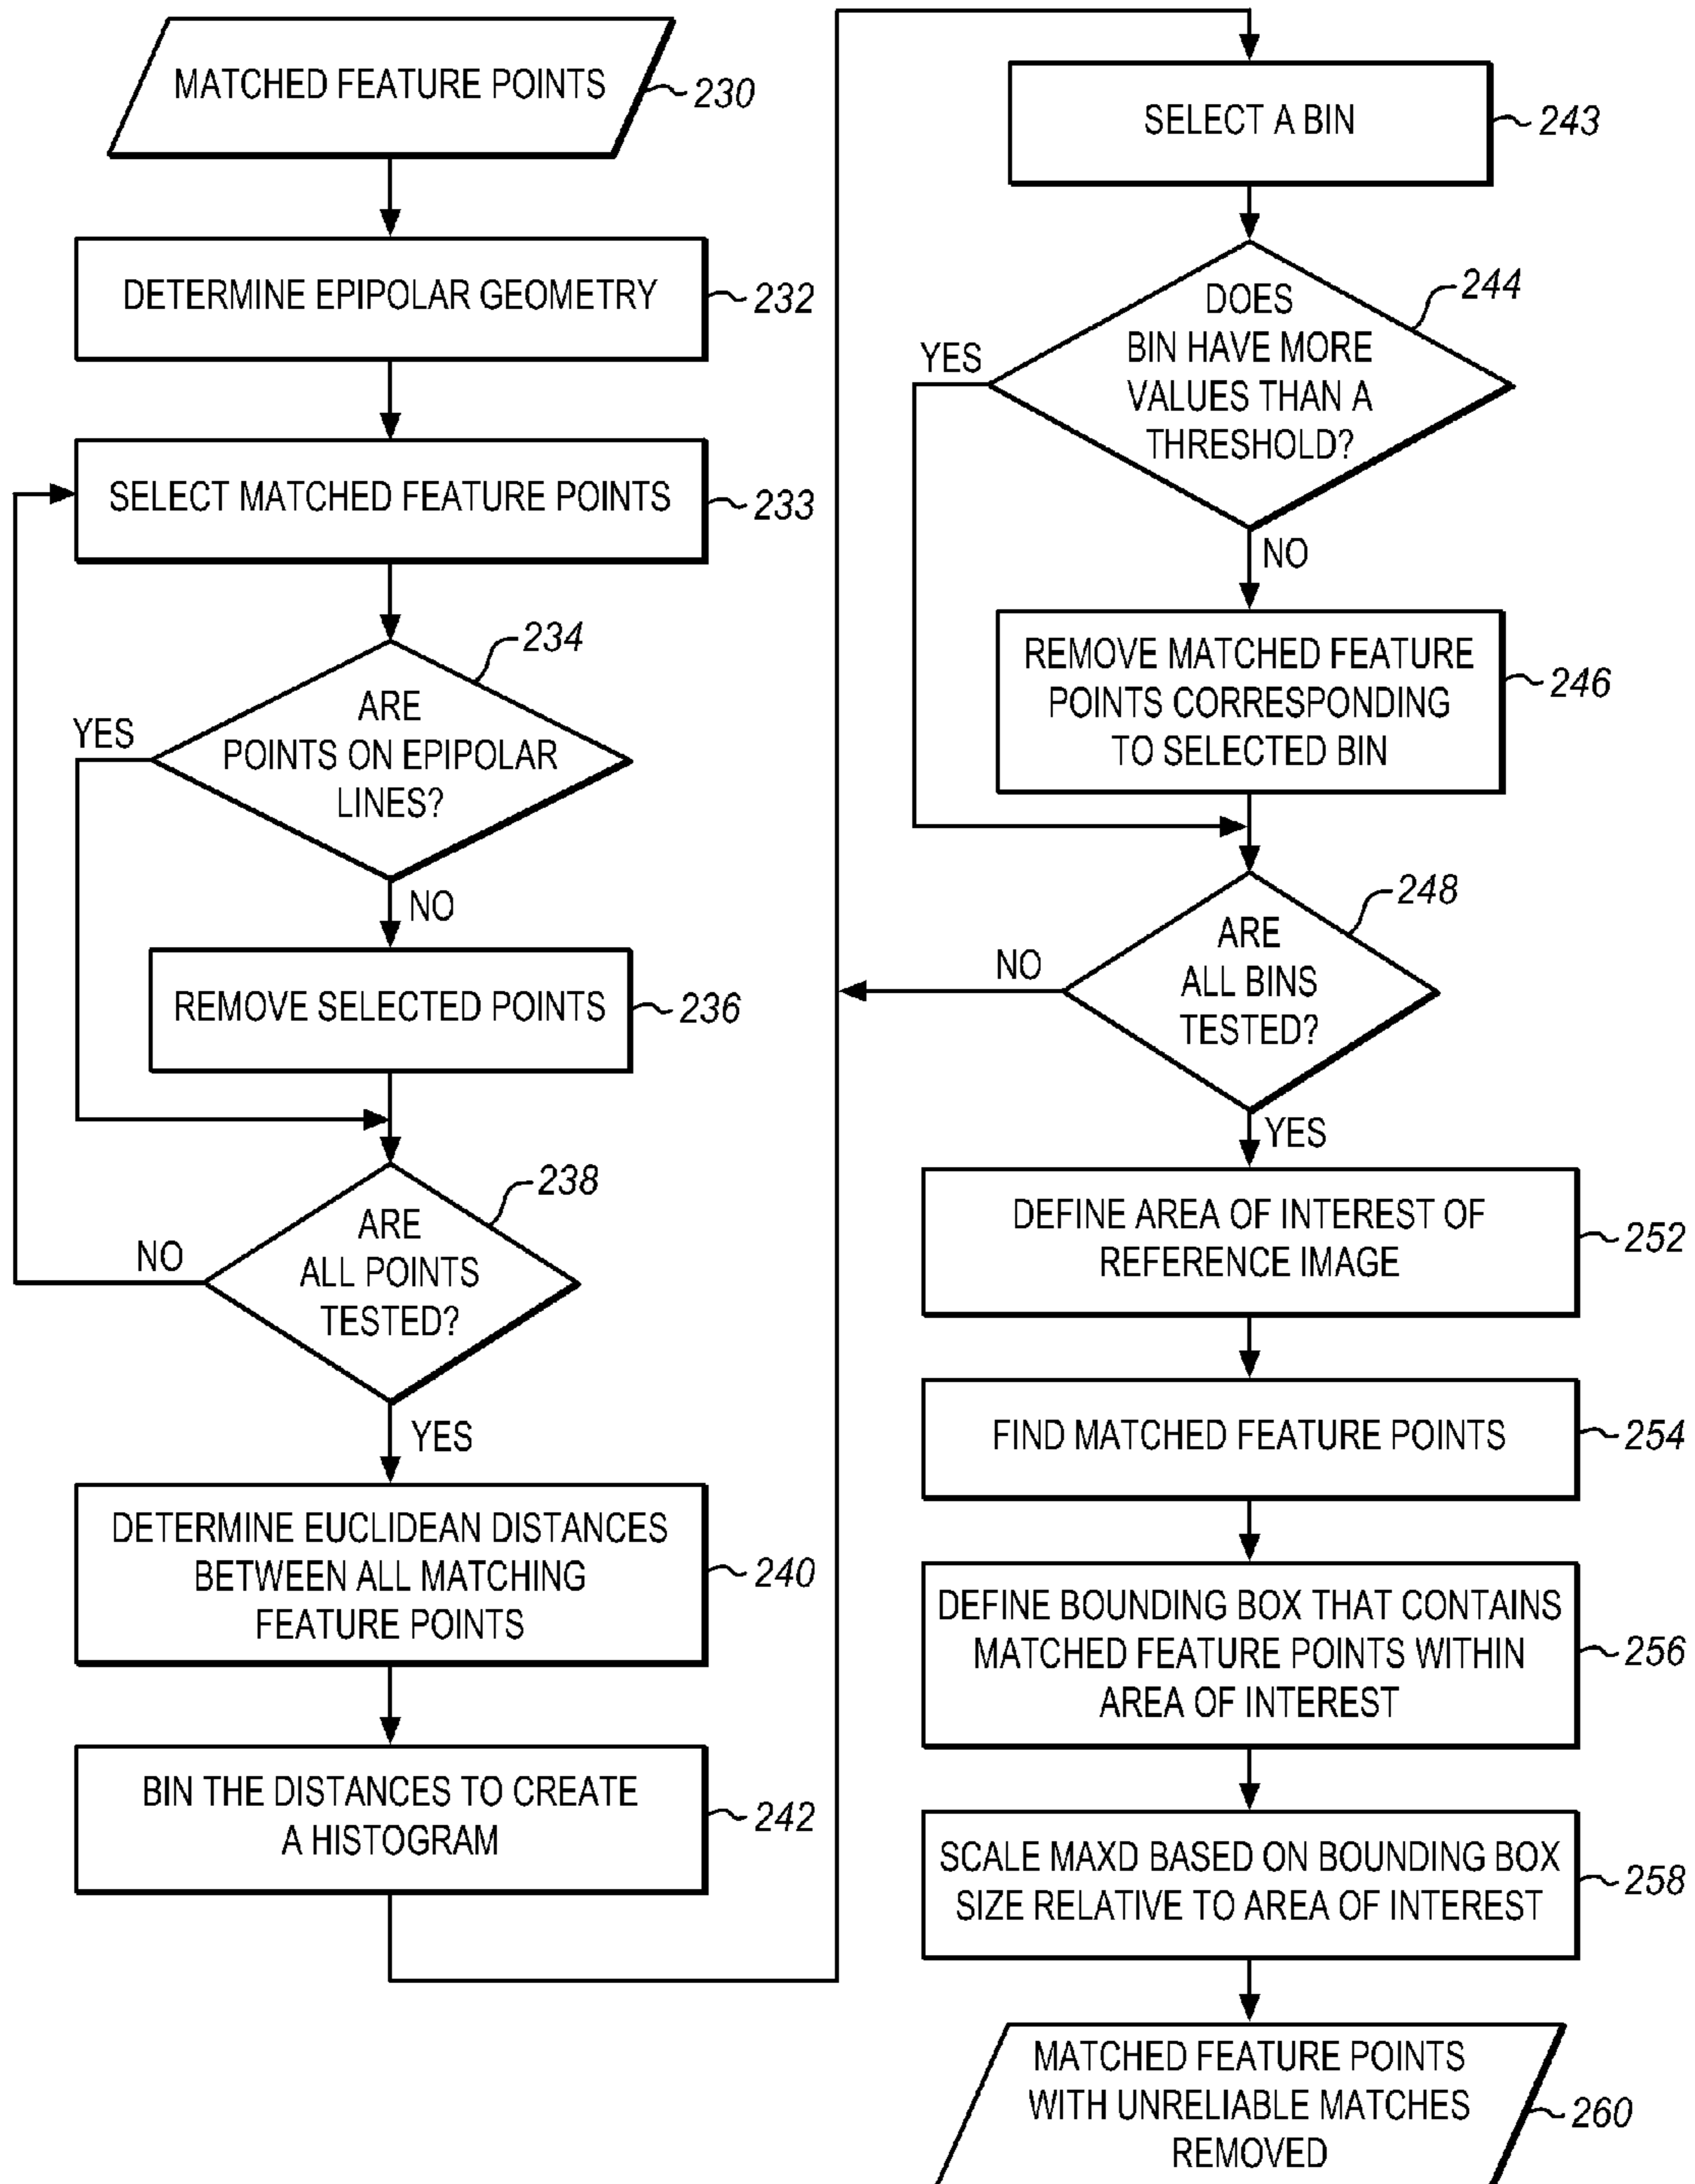 MATCHED FEATURE POINTS
230
DETERMINE EPIPOLAR GEOMETRY
232
SELECT MATCHED FEATURE POINTS
233
234
ARE
POINTS ON EPIPOLAR
LINES?
YES
NO
REMOVE SELECTED POINTS
236
238
ARE
ALL POINTS
TESTED?
NO
YES
DETERMINE EUCLIDEAN DISTANCES
BETWEEN ALL MATCHING
FEATURE POINTS
240
BIN THE DISTANCES TO CREATE
A HISTOGRAM
242
SELECT A BIN
243
244
DOES
BIN HAVE MORE
VALUES THAN A
THRESHOLD?
YES
NO
REMOVE MATCHED FEATURE
POINTS CORRESPONDING
TO SELECTED BIN
246
248
ARE
ALL BINS
TESTED?
NO
YES
DEFINE AREA OF INTEREST OF
REFERENCE IMAGE
252
FIND MATCHED FEATURE POINTS
254
DEFINE BOUNDING BOX THAT CONTAINS
MATCHED FEATURE POINTS WITHIN
AREA OF INTEREST
256
SCALE MAXD BASED ON BOUNDING BOX
SIZE RELATIVE TO AREA OF INTEREST
258
MATCHED FEATURE POINTS
WITH UNRELIABLE MATCHES
REMOVED
260